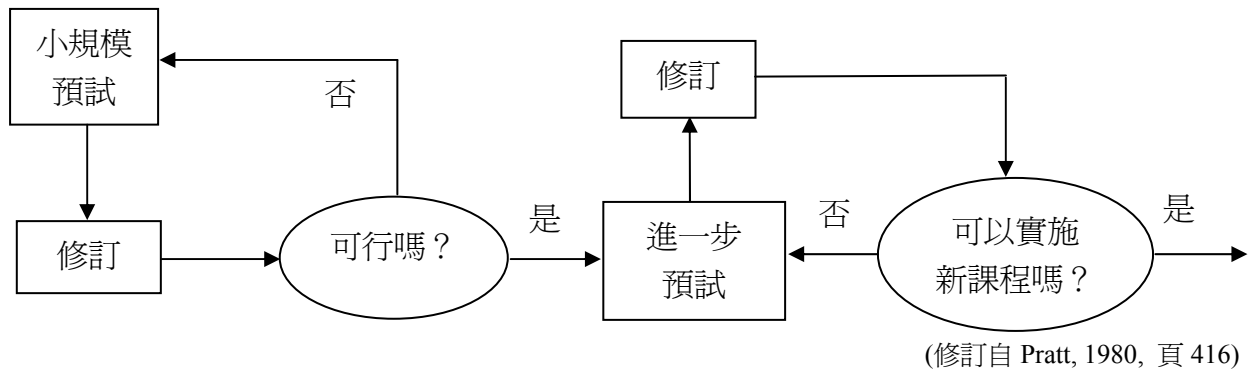 小規模
預試
否
修訂
可行嗎？
是
修訂
進一步
預試
否
可以實施
新課程嗎？
是
(修訂自 Pratt, 1980, 頁 416)